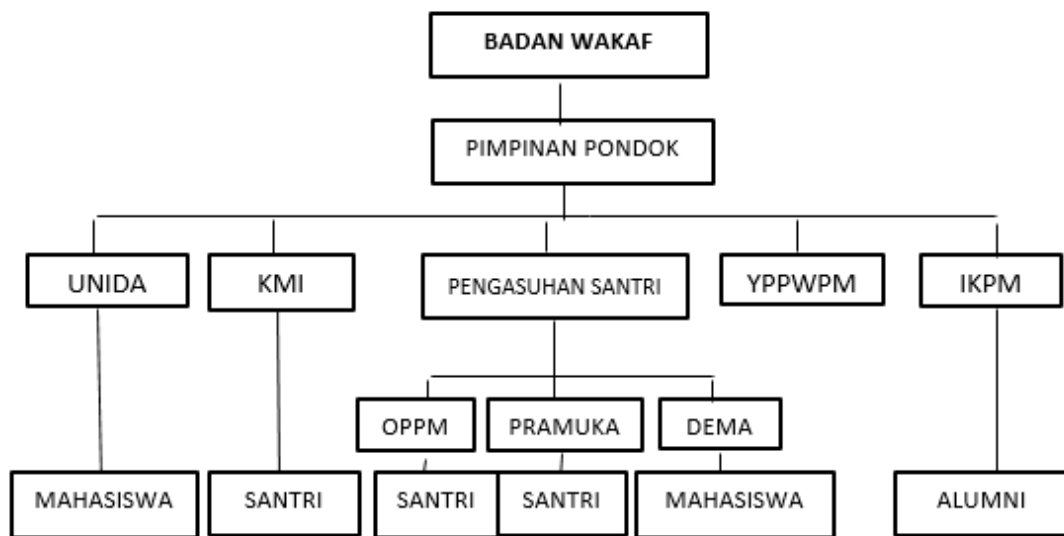 BADAN WAKAF
PIMPINAN PONDOK
UNIDA
KMI
PENGASUHAN SANTRI
YPPWPM
IKPM
OPPM
PRAMUKA
DEMA
MAHASISWA
SANTRI
SANTRI
SANTRI
MAHASISWA
ALUMNI